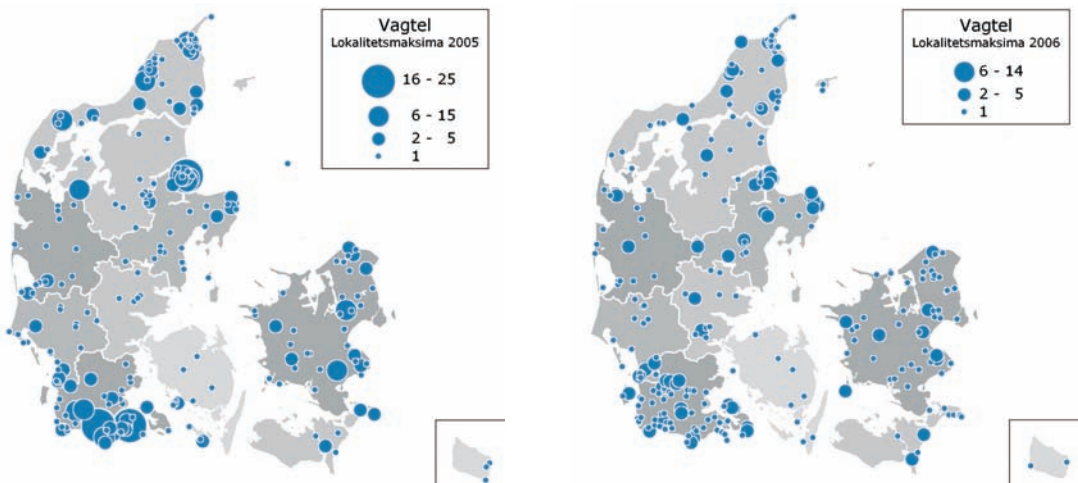 Vagtel
Lokalitetsmaksima 2005
16 - 25
6 - 15
2 - 5
1
Vagtel
Lokalitetsmaksima 2006
6 - 14
2 - 5
1